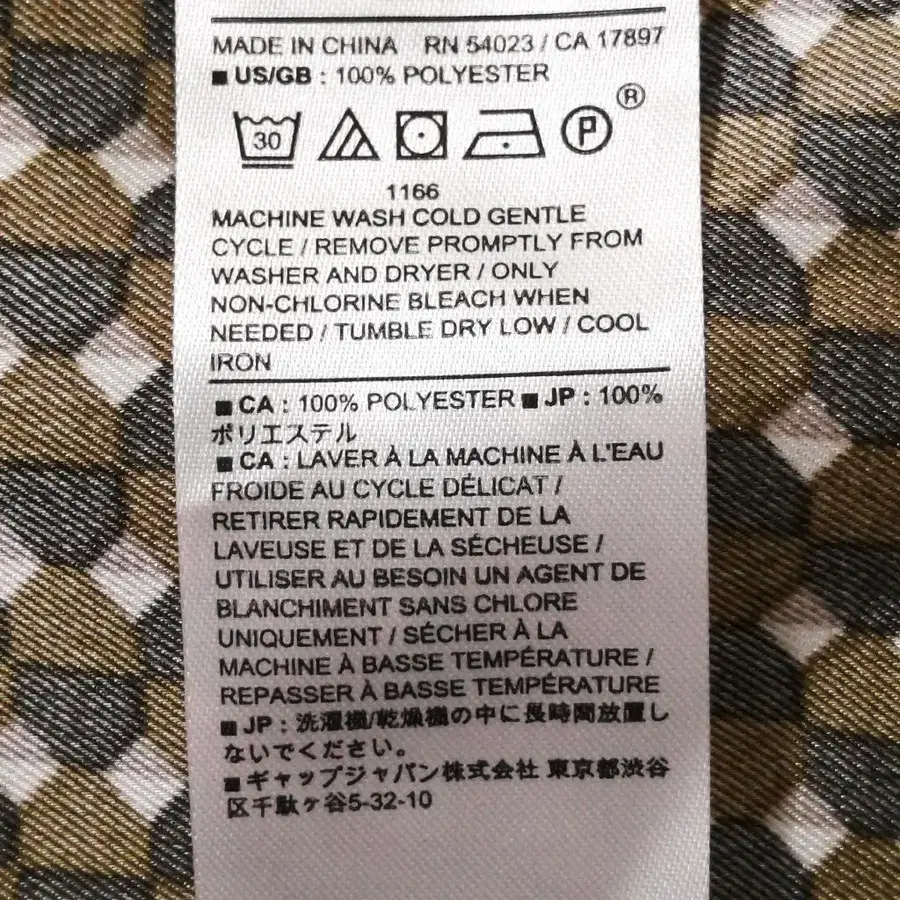 MADE IN CHINA RN 54023 / CA 17897
■ US/GB : 100% POLYESTER
30 P ®
1166
MACHINE WASH COLD GENTLE
CYCLE / REMOVE PROMPTLY FROM
WASHER AND DRYER / ONLY
NON-CHLORINE BLEACH WHEN
NEEDED / TUMBLE DRY LOW / COOL
IRON
■ CA : 100% POLYESTER ■ JP : 100%
ポリエステル
■ CA : LAVER À LA MACHINE À L'EAU
FROIDE AU CYCLE DÉLICAT /
RETIRER RAPIDEMENT DE LA
LAVEUSE ET DE LA SÉCHEUSE /
UTILISER AU BESOIN UN AGENT DE
BLANCHIMENT SANS CHLORE
UNIQUEMENT / SÉCHER À LA
MACHINE À BASSE TEMPÉRATURE /
REPASSER À BASSE TEMPÉRATURE
■ JP : 洗濯機/乾燥機の中に長時間放置し
ないでください。
■ ギャップジャパン株式会社 東京都渋谷
区千駄ヶ谷5-32-10